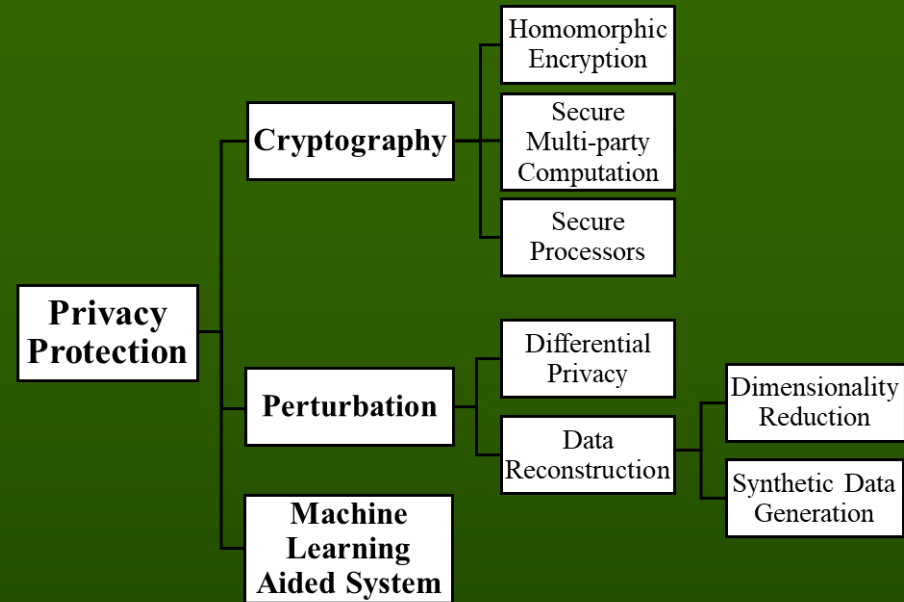 Privacy
Protection
Cryptography
Homomorphic
Encryption
Secure
Multi-party
Computation
Secure
Processors
Perturbation
Differential
Privacy
Data
Reconstruction
Dimensionality
Reduction
Synthetic Data
Generation
Machine
Learning
Aided System